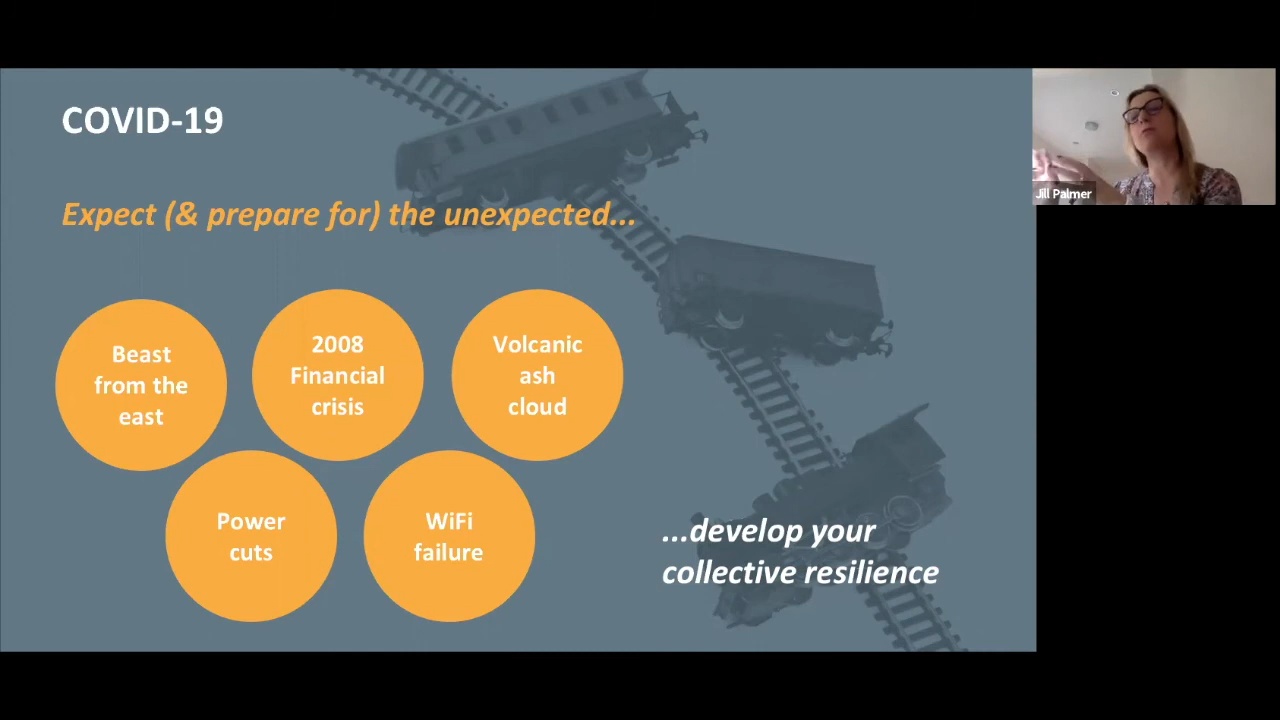 COVID-19
Expect (& prepare for) the unexpected...
Beast
from the
east
2008
Financial
crisis
Volcanic
ash
cloud
Power
cuts
WiFi
failure
...develop your
collective resilience
Jill Palmer